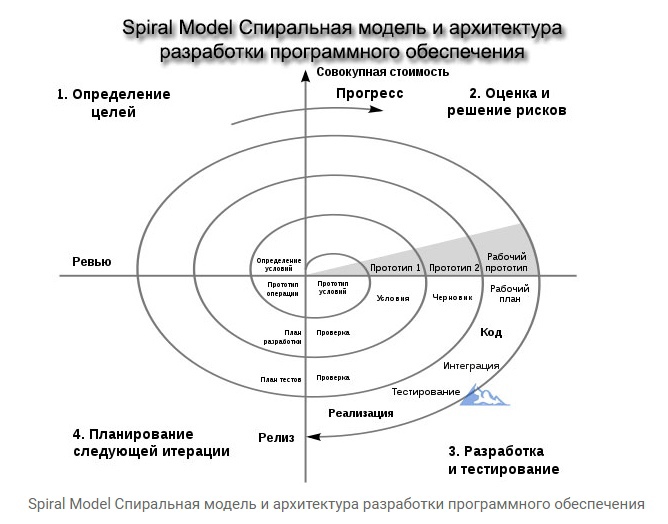 Spiral Model Спиральная модель и архитектура
разработки программного обеспечения
Совокупная стоимость
1. Определение
целей
Прогресс
2. Оценка и
решение рисков
Ревью
Определение
условий
Прототип 1
Прототип 2
Рабочий
прототип
Прототип
операции
Прототип
условий
Условия
Черновик
Рабочий
план
План
разработки
Проверка
Код
Интеграция
План тестов
Проверка
Тестирование
Реализация
4. Планирование
следующей итерации
Релиз
3. Разработка
и тестирование
Spiral Model Спиральная модель и архитектура разработки программного обеспечения